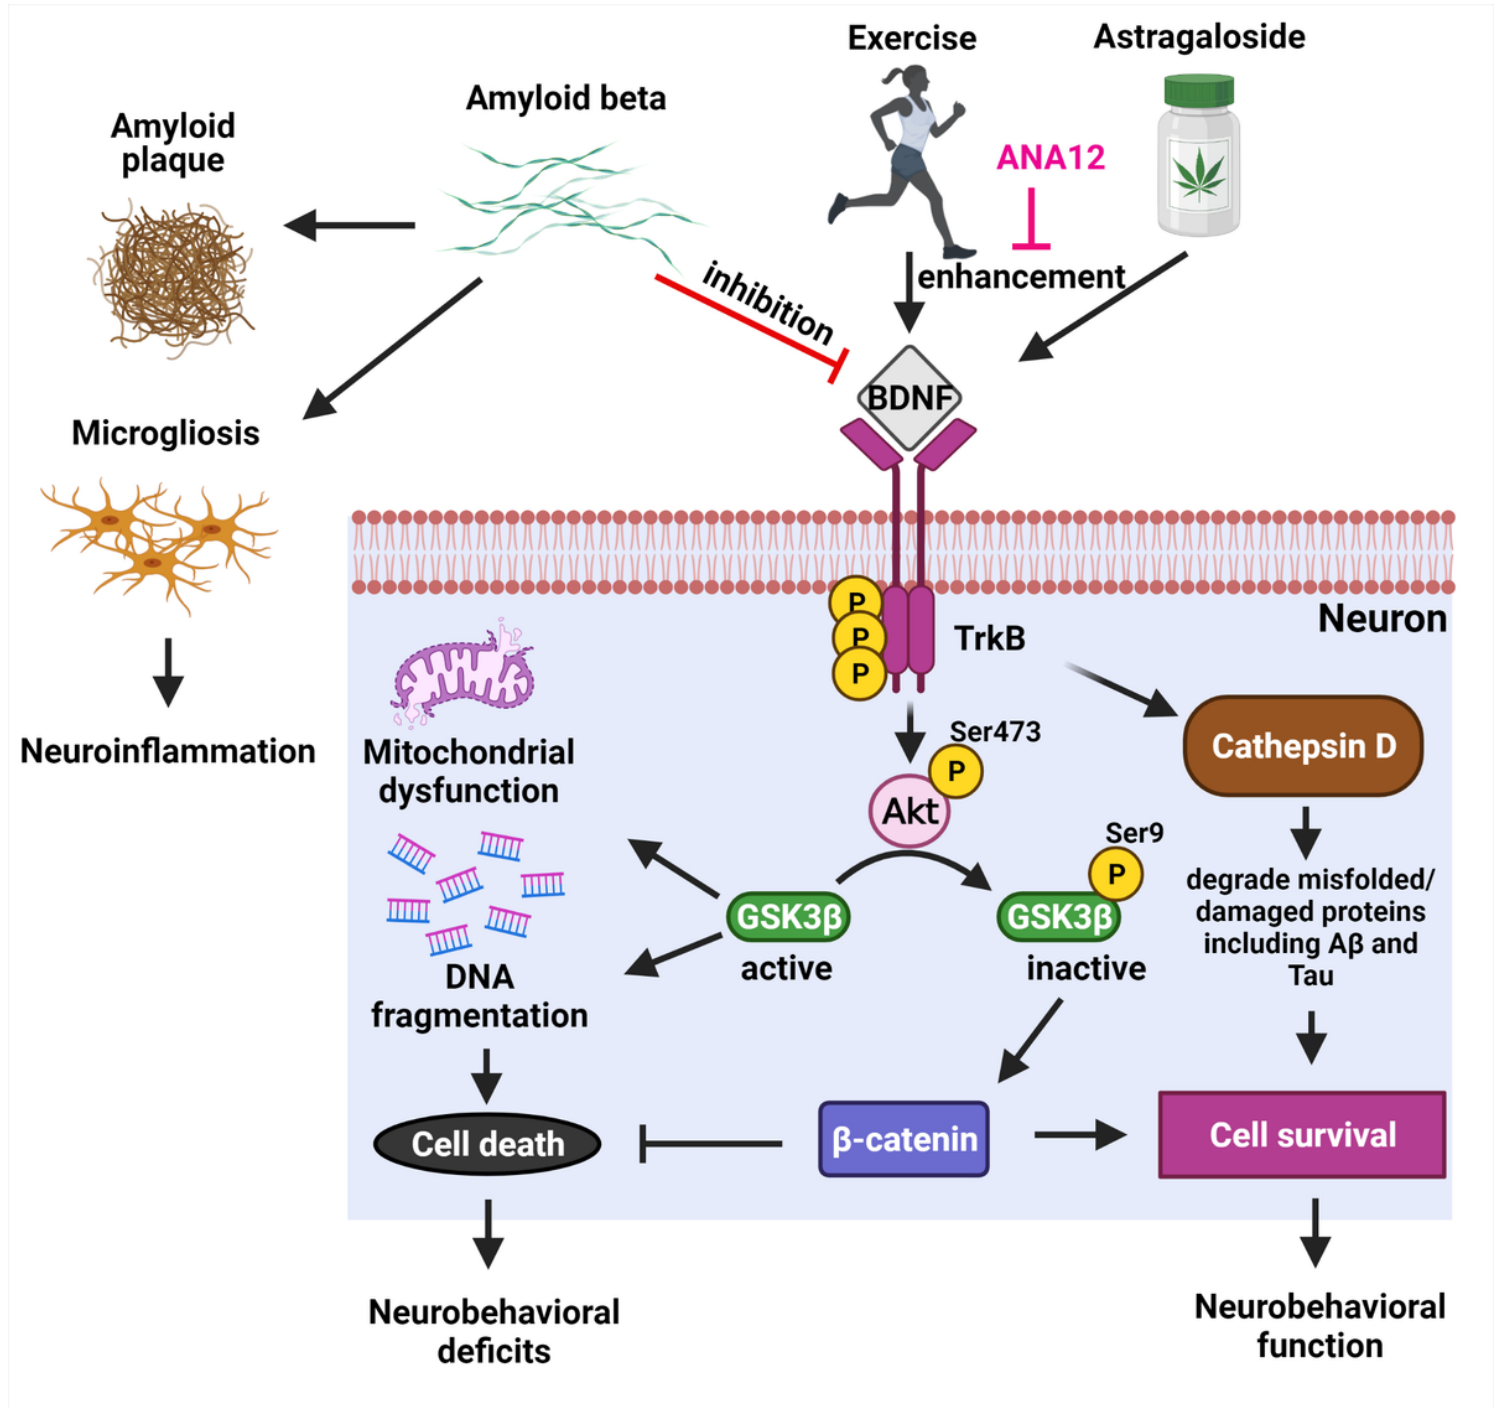 Exercise
Astragaloside
Amyloid beta
Amyloid
plaque
ANA12
inhibition
enhancement
BDNF
Microgliosis
Neuron
P
P
P
TrkB
Neuroinflammation
Mitochondrial
dysfunction
Ser473
P
Akt
Cathepsin D
Ser9
P
GSK3β
active
GSK3β
inactive
degrade misfolded/
damaged proteins
including Aβ and
Tau
DNA
fragmentation
Cell death
β-catenin
Cell survival
Neurobehavioral
deficits
Neurobehavioral
function